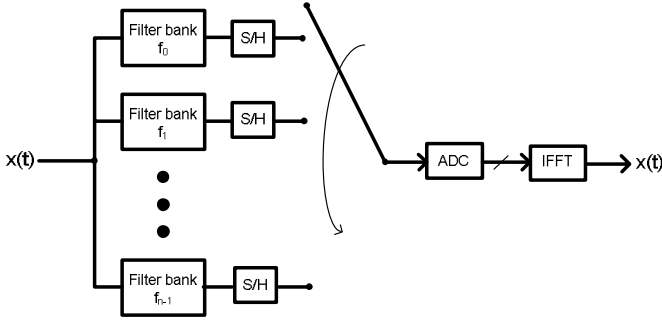 Filter bank
f₀
S/H
Filter bank
f₁
S/H
x(t)
ADC
IFFT
x(t)
Filter bank
fₙ₋₁
S/H